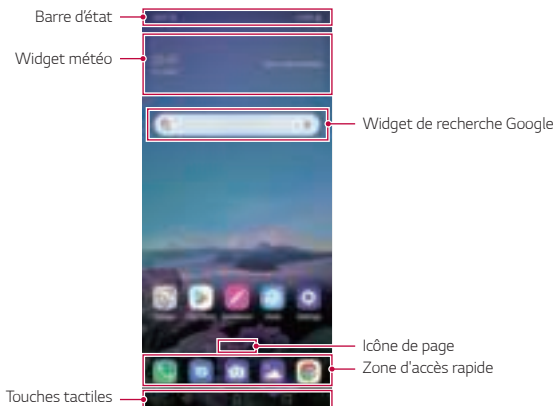 Barre d'état
Widget météo
Widget de recherche Google
Icône de page
Zone d'accès rapide
Touches tactiles